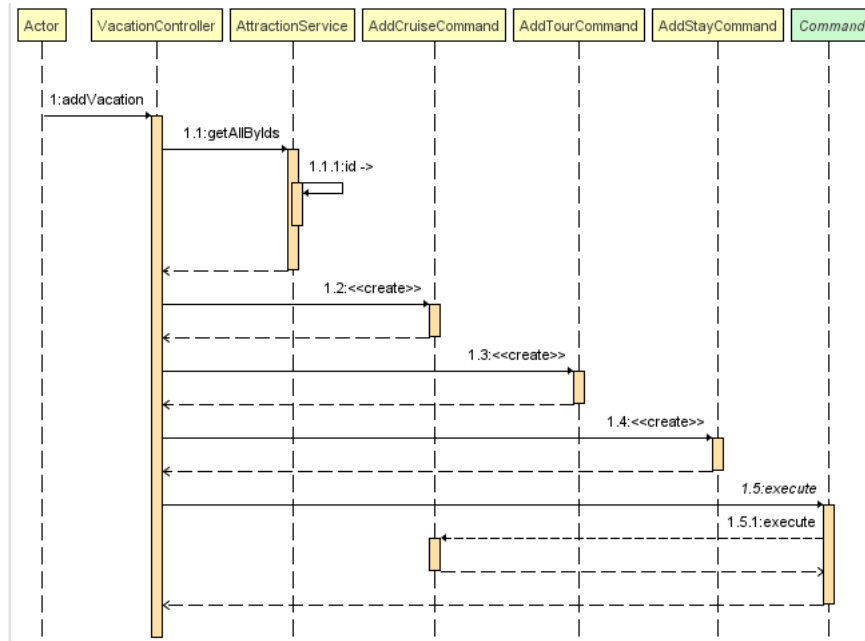 Actor
VacationController
AttractionService
AddCruiseCommand
AddTourCommand
AddStayCommand
Command
1:addVacation
1.1:getAllByIds
1.1.1:id ->
1.2:<<create>>
1.3:<<create>>
1.4:<<create>>
1.5:execute
1.5.1:execute